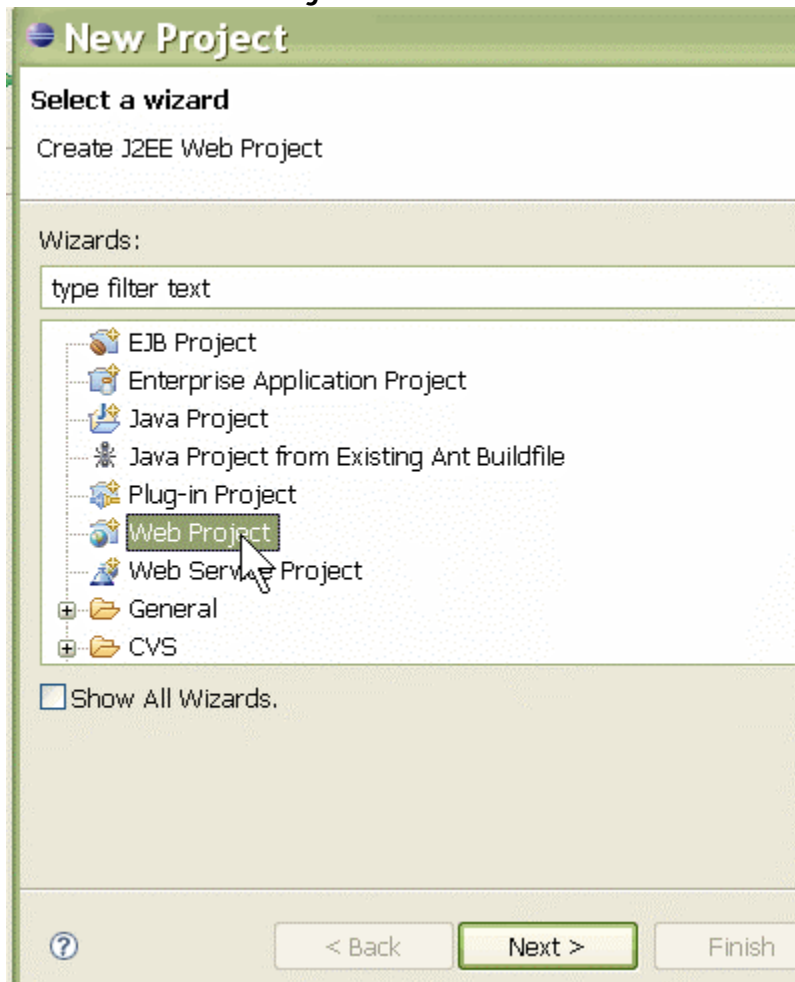 New Project
Select a wizard
Create J2EE Web Project
Wizards:
type filter text
EJB Project
Enterprise Application Project
Java Project
Java Project from Existing Ant Buildfile
Plug-in Project
Web Project
Web Service Project
General
CVS
Show All Wizards.
? < Back Next > Finish